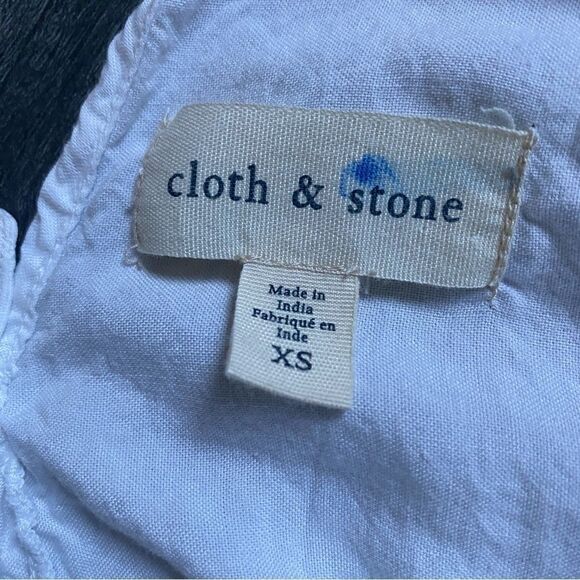 cloth & stone
Made in
India
Fabriqué en
Inde
XS